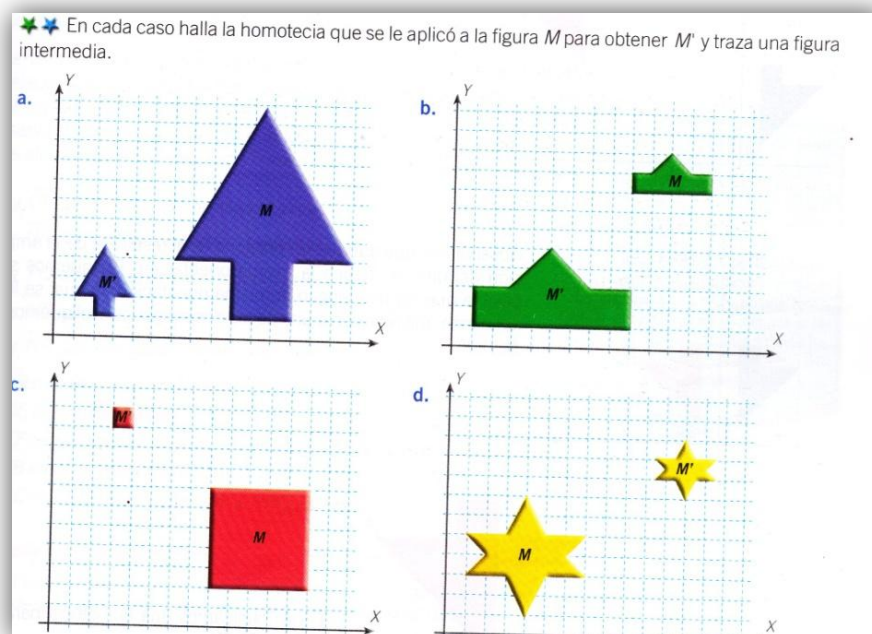 En cada caso halla la homotecia que se le aplicó a la figura M para obtener M' y traza una figura
intermedia.
a.
Y
M
M'
X
b.
Y
M
M'
X
c.
Y
M'
M
X
d.
Y
M'
M
X